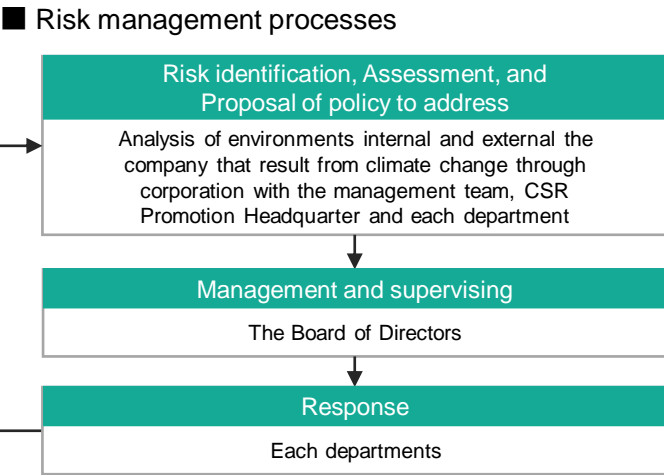 ■ Risk management processes
Risk identification, Assessment, and
Proposal of policy to address
Analysis of environments internal and external the
company that result from climate change through
corporation with the management team, CSR
Promotion Headquarter and each department
Management and supervising
The Board of Directors
Response
Each departments